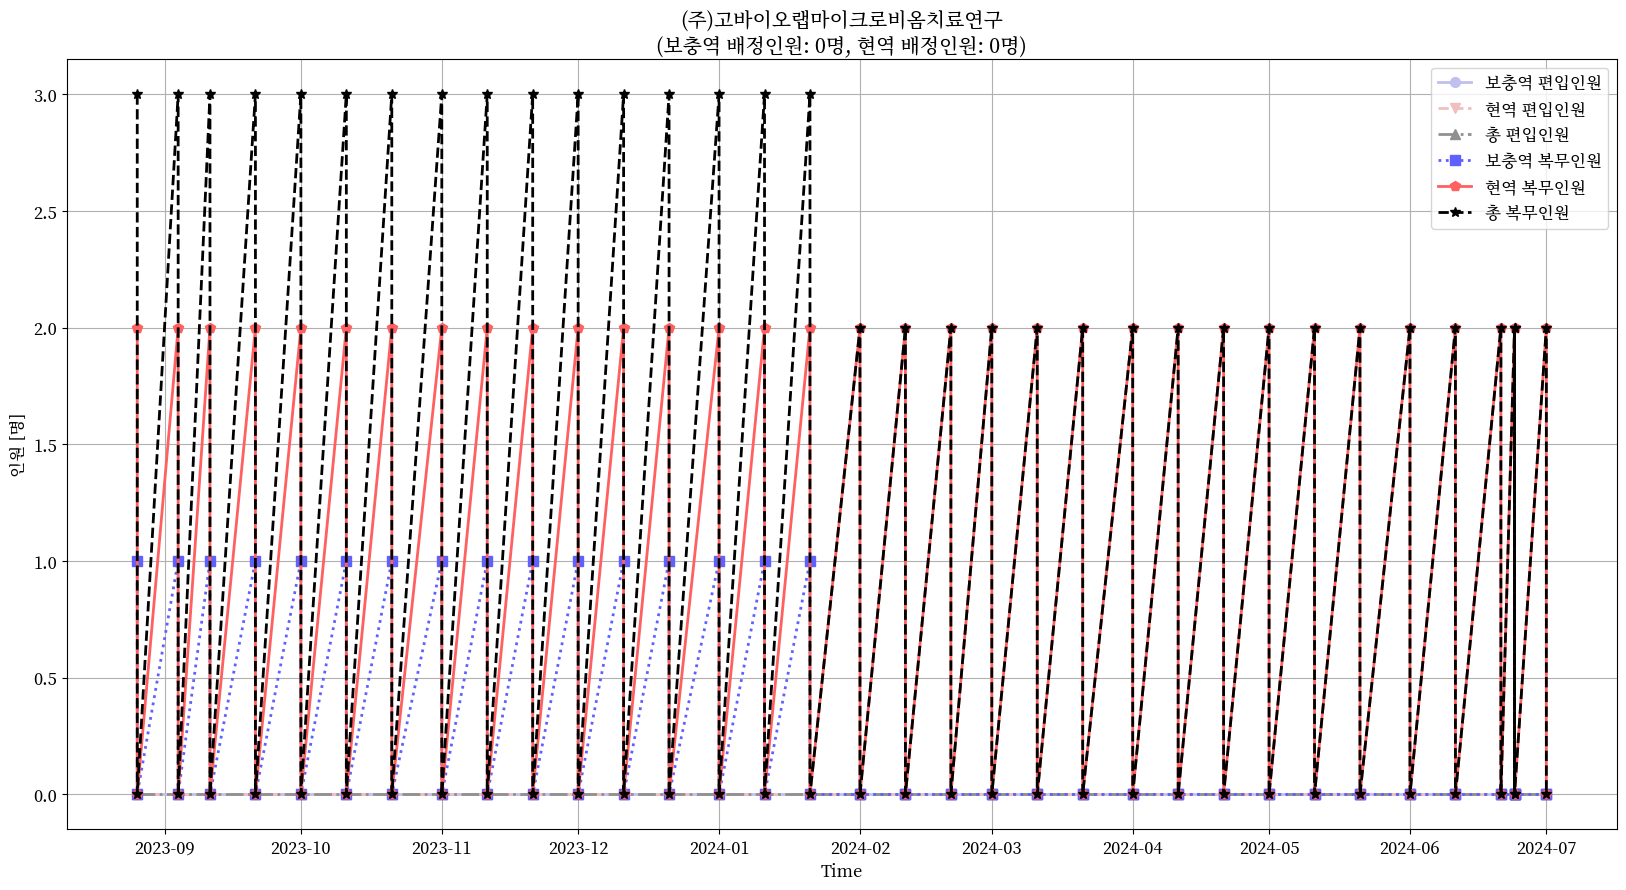 (주)고바이오랩마이크로비옴치료연구
(보충역 배정인원: 0명, 현역 배정인원: 0명)
보충역 편입인원
현역 편입인원
총 편입인원
보충역 복무인원
현역 복무인원
총 복무인원
인원 [명]
3.0
2.5
2.0
1.5
1.0
0.5
0.0
2023-09 2023-10 2023-11 2023-12 2024-01 2024-02 2024-03 2024-04 2024-05 2024-06 2024-07
Time